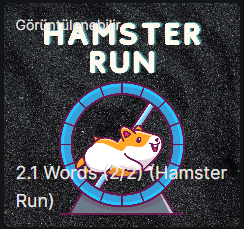 Görüntülenebilir
HAMSTER
RUN
2.1 Words (2/2) (Hamster
Run)